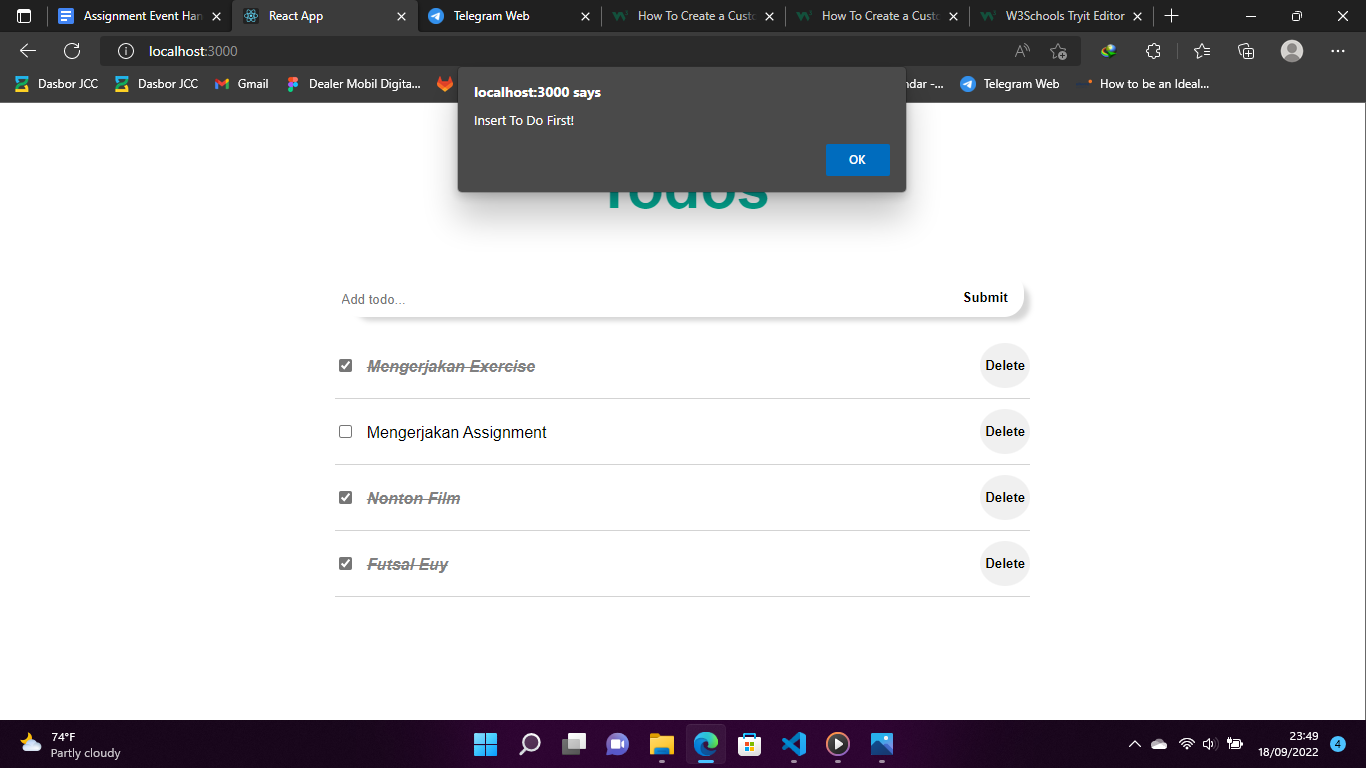 Assignment Event Han
React App
Telegram Web
How To Create a Custo
How To Create a Custo
W3Schools Tryit Editor
localhost:3000
Dasbor JCC
Dasbor JCC
Gmail
Dealer Mobil Digita...
ndar -...
Telegram Web
How to be an Ideal...
localhost:3000 says
Insert To Do First!
OK
Todos
Add todo...
Submit
Mengerjakan Exercise
Delete
Mengerjakan Assignment
Delete
Nonton Film
Delete
Futsal Euy
Delete
74°F
Partly cloudy
23:49
18/09/2022
4